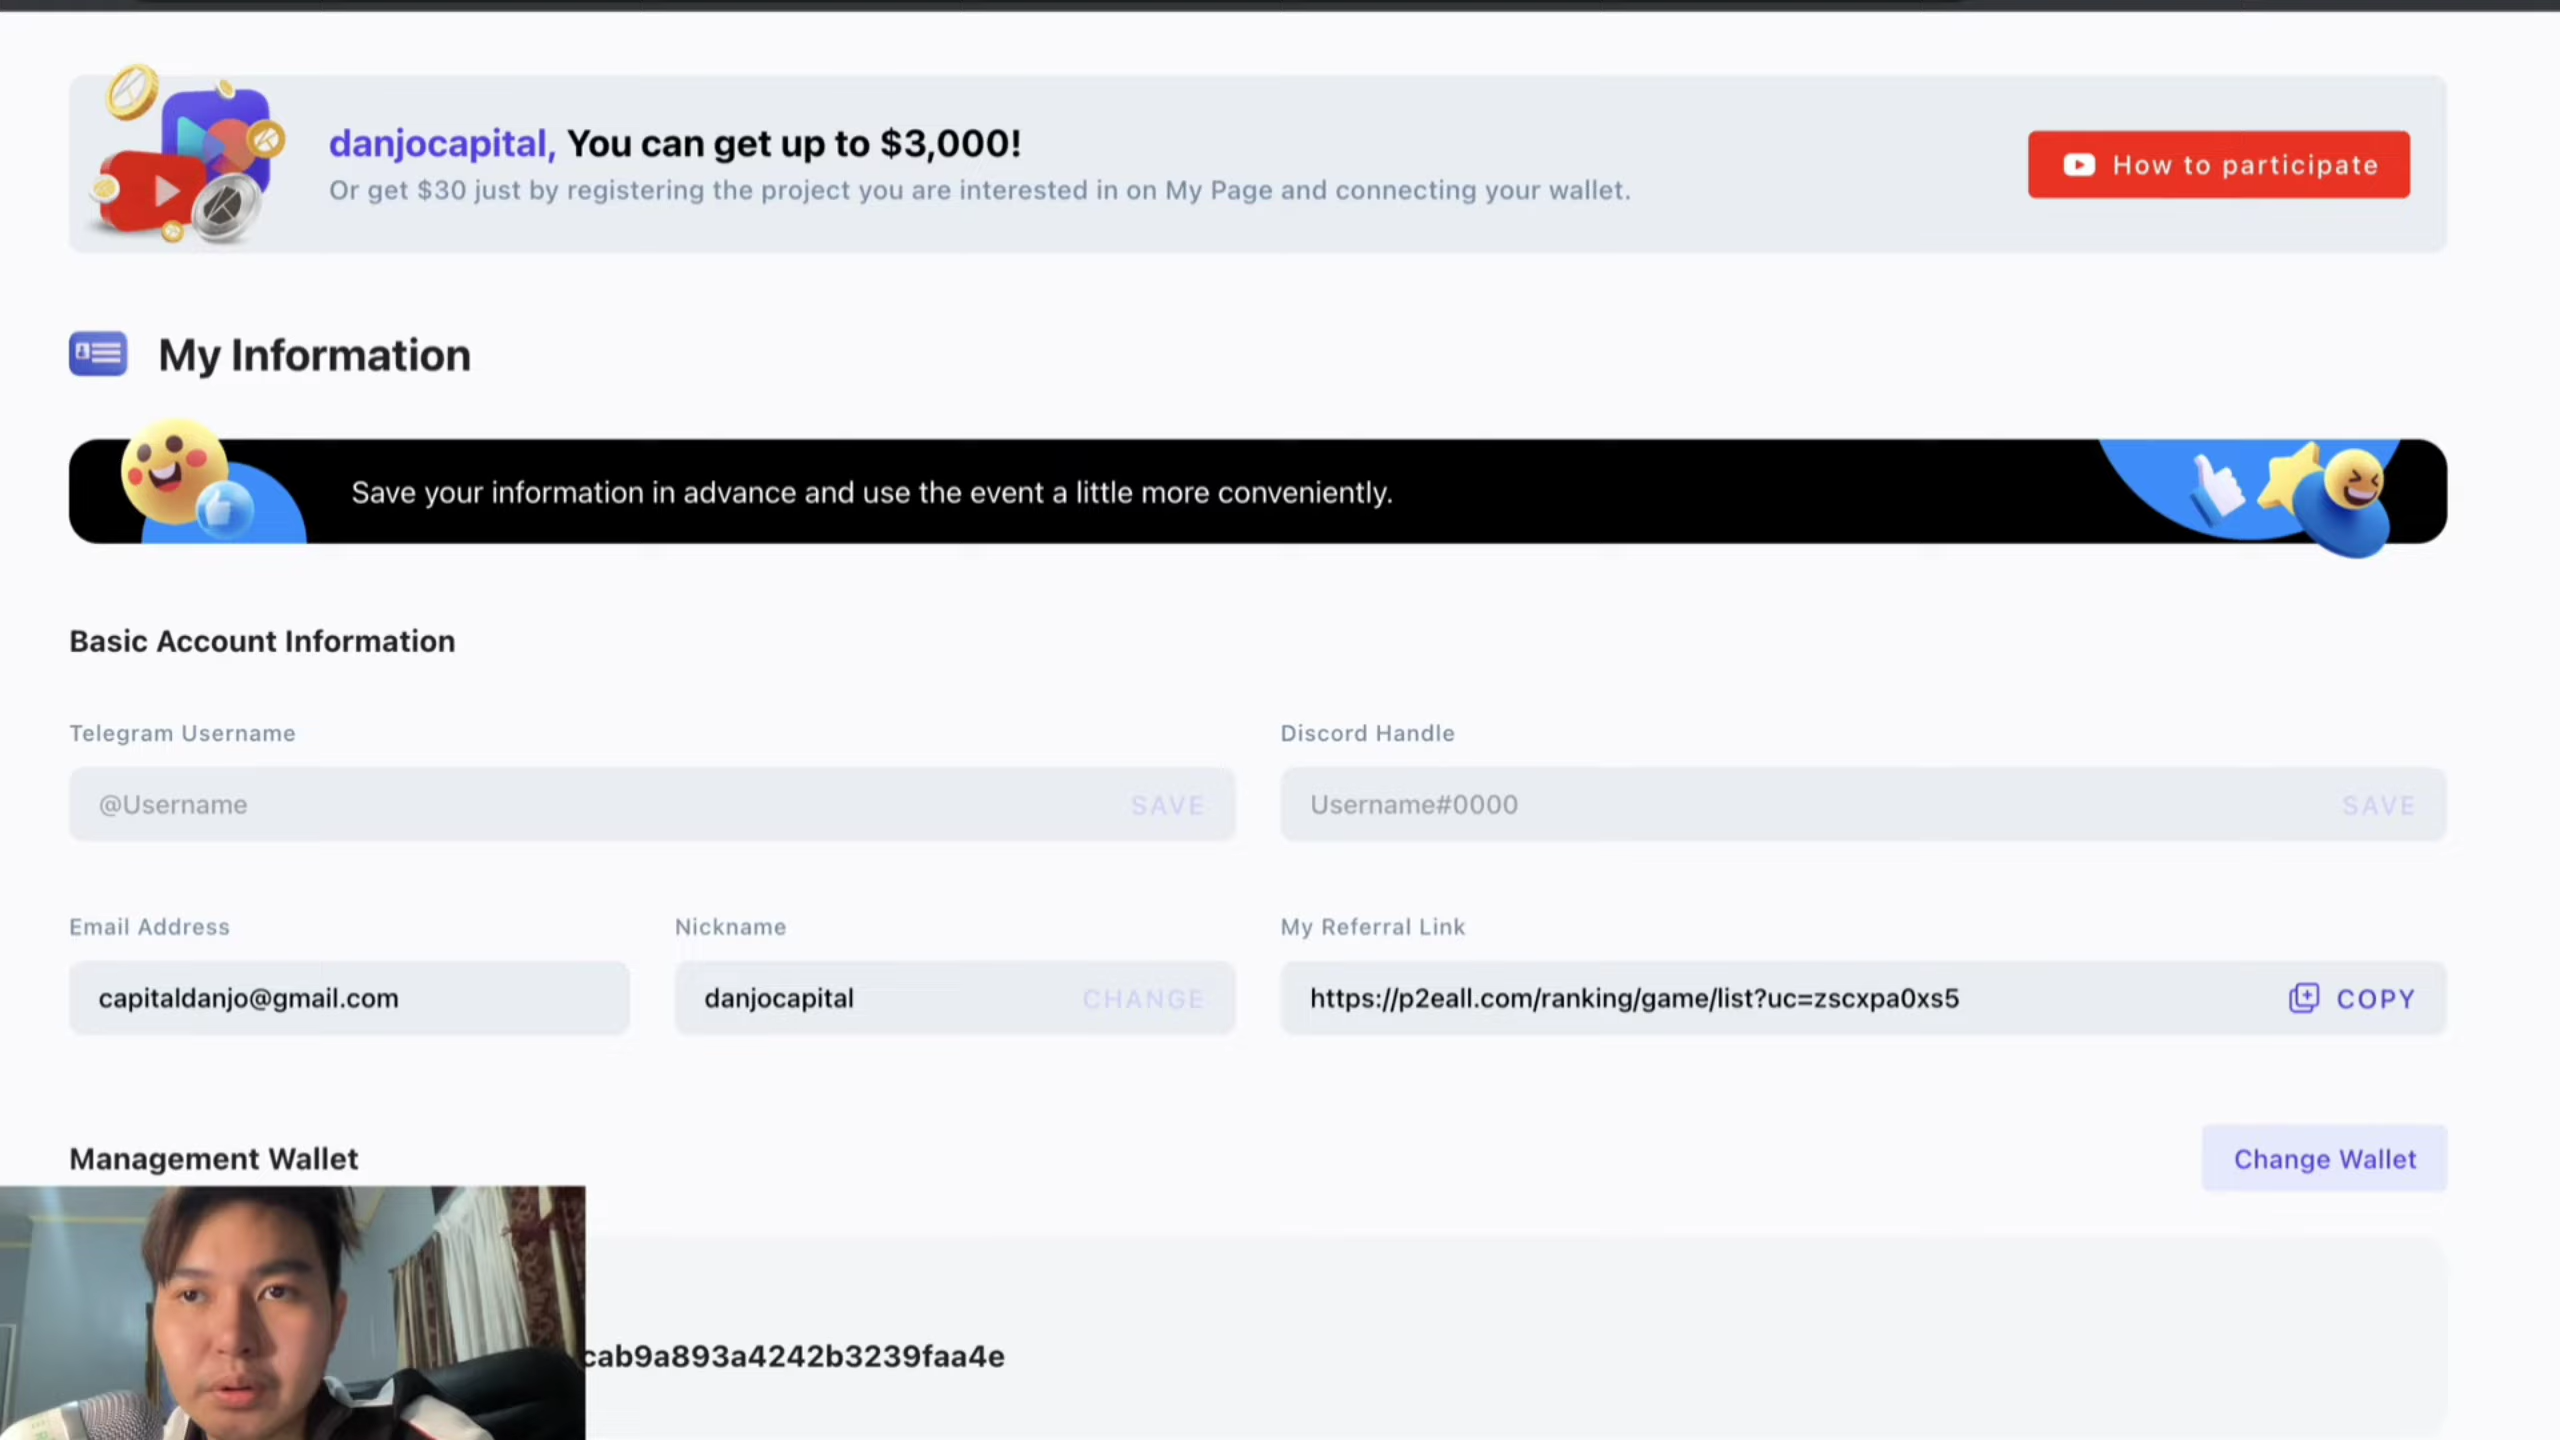 danjocapital, You can get up to $3,000!
Or get $30 just by registering the project you are interested in on My Page and connecting your wallet.
How to participate
My Information
Save your information in advance and use the event a little more conveniently.
Basic Account Information
Telegram Username
Discord Handle
@Username
SAVE
Username#0000
SAVE
Email Address
Nickname
My Referral Link
capitaldanjo@gmail.com
danjocapital
CHANGE
https://p2eall.com/ranking/game/list?uc=zscxpa0xs5
COPY
Management Wallet
Change Wallet
cab9a893a4242b3239faa4e